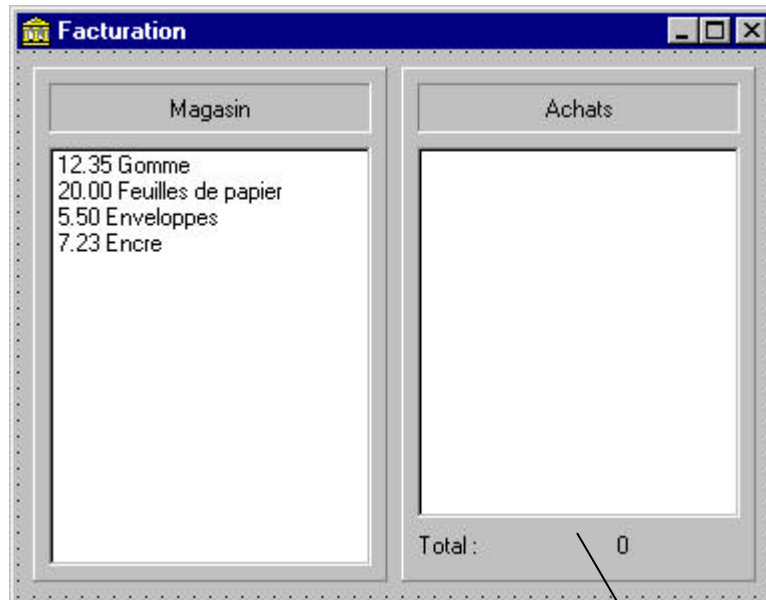 Facturation
Magasin
12.35 Gomme
20.00 Feuilles de papier
5.50 Enveloppes
7.23 Encre
Achats
Total :
0